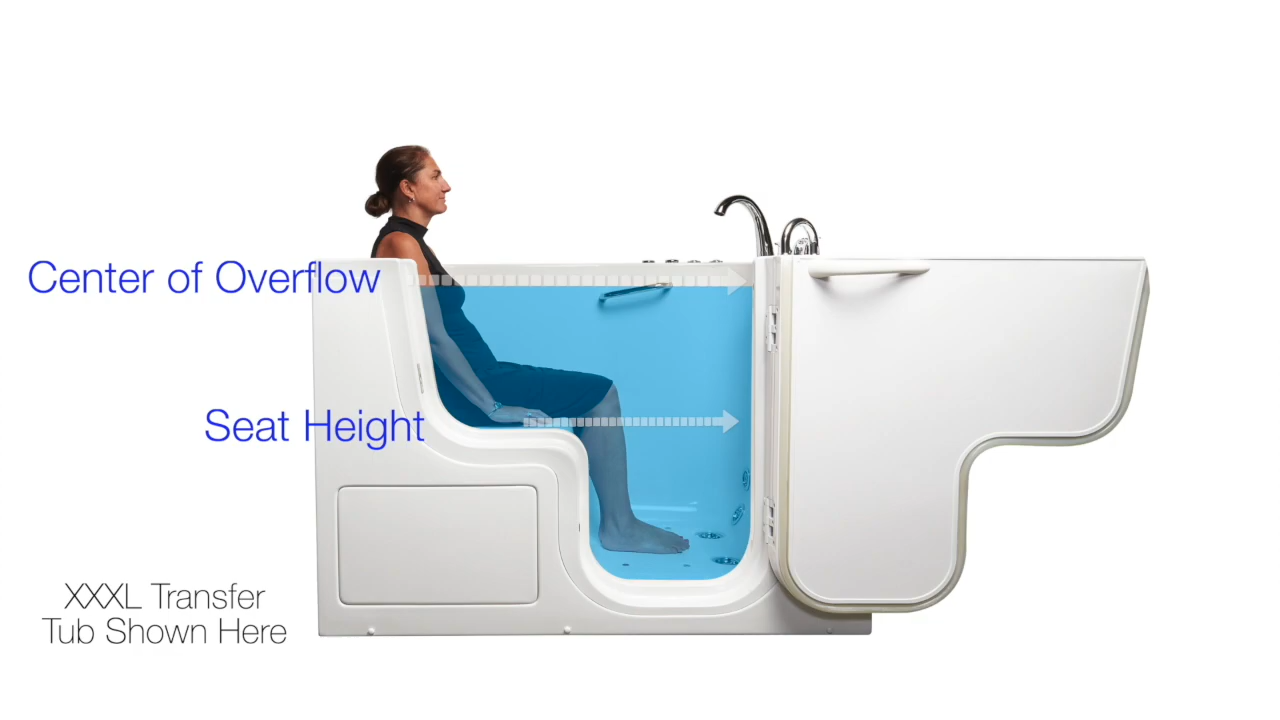 Center of Overflow
Seat Height
XXXL Transfer
Tub Shown Here